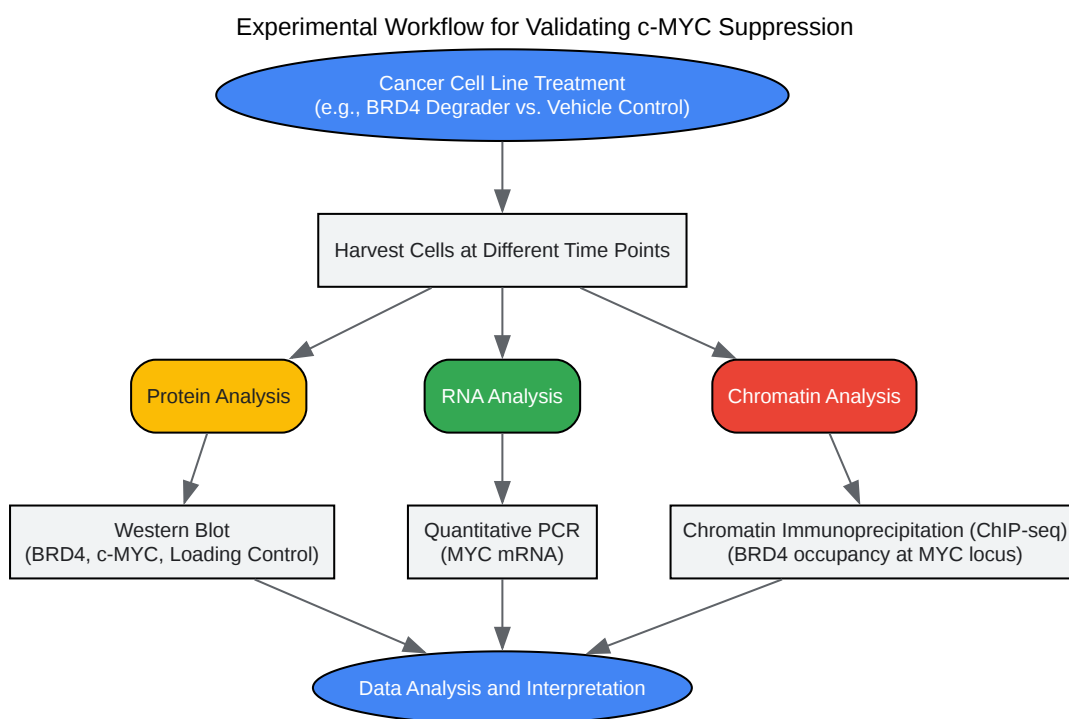 Experimental Workflow for Validating c-MYC Suppression
Cancer Cell Line Treatment
(e.g., BRD4 Degrader vs. Vehicle Control)
Harvest Cells at Different Time Points
Protein Analysis
RNA Analysis
Chromatin Analysis
Western Blot
(BRD4, c-MYC, Loading Control)
Quantitative PCR
(MYC mRNA)
Chromatin Immunoprecipitation (ChIP-seq)
(BRD4 occupancy at MYC locus)
Data Analysis and Interpretation